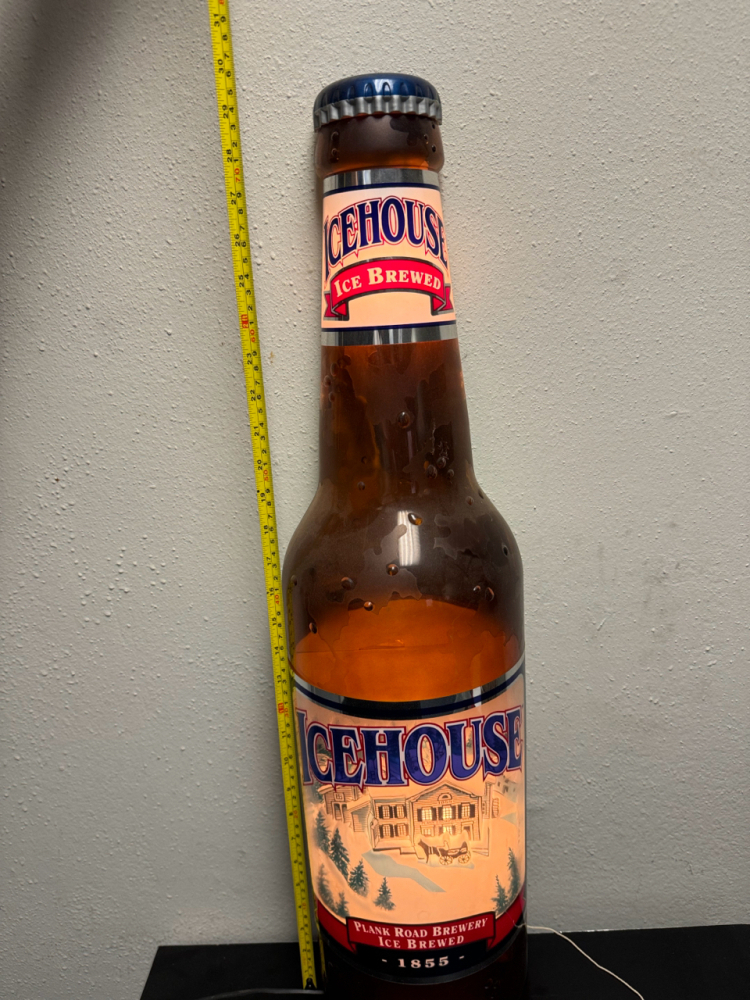 ICEHOUSE
ICE BREWED
ICEHOUSE
PLANK ROAD BREWERY
ICE BREWED
- 1855 -